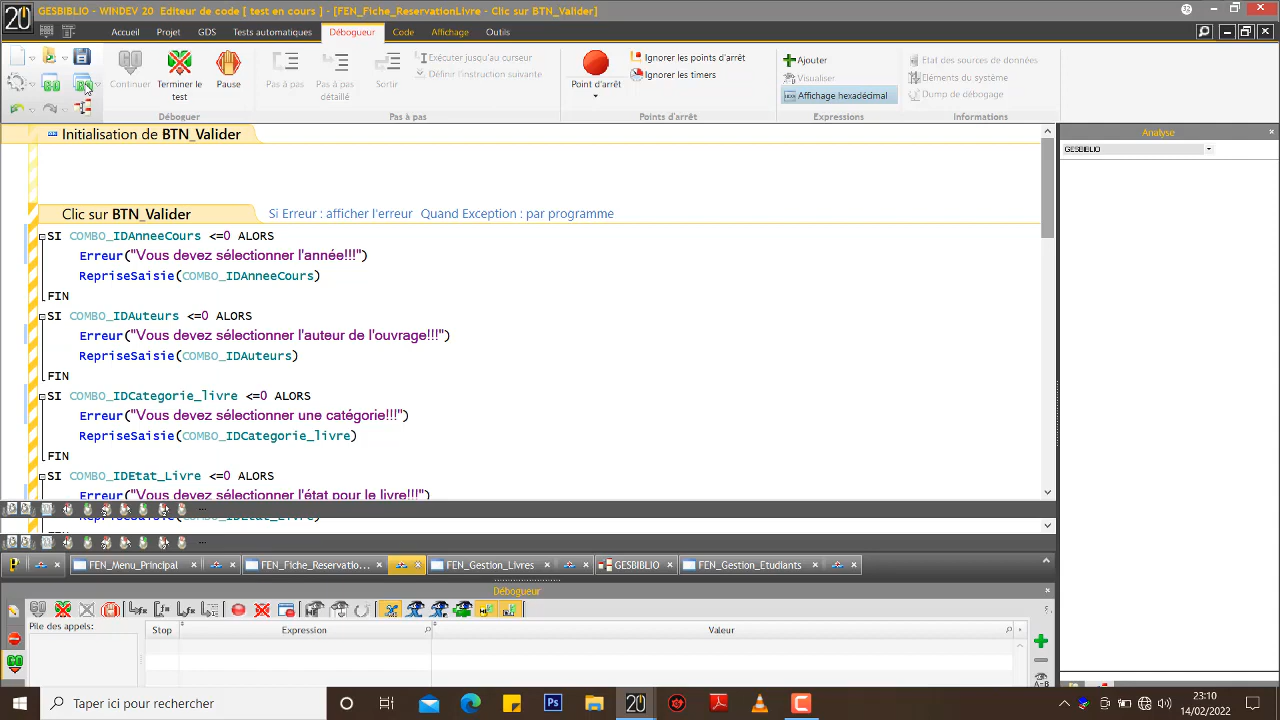 20 GESBIBLIO - WINDEV 20 Editeur de code [ test en cours ] - [FEN_Fiche_ReservationLivre - Clic sur BTN_Valider]
Accueil Projet GDS Tests automatiques Débogueur Code Affichage Outils
Continuer Terminer le test Pause
Pas à pas Pas à pas détaillé Sortir
Exécuter jusqu'au curseur
Définir l'instruction suivante
Point d'arrêt
Ignorer les points d'arrêt
Ignorer les timers
Ajouter
Visualiser
Affichage hexadécimal
Etat des sources de données
Éléments du système
Dump de débogage
Déboguer Pas à pas Points d'arrêt Expressions Informations
Initialisation de BTN_Valider
Clic sur BTN_Valider Si Erreur : afficher l'erreur Quand Exception : par programme
SI COMBO_IDAnneeCours <=0 ALORS
Erreur("Vous devez sélectionner l'année!!!")
RepriseSaisie(COMBO_IDAnneeCours)
FIN
SI COMBO_IDAuteurs <=0 ALORS
Erreur("Vous devez sélectionner l'auteur de l'ouvrage!!!")
RepriseSaisie(COMBO_IDAuteurs)
FIN
SI COMBO_IDCategorie_livre <=0 ALORS
Erreur("Vous devez sélectionner une catégorie!!!")
RepriseSaisie(COMBO_IDCategorie_livre)
FIN
SI COMBO_IDEtat_Livre <=0 ALORS
Erreur("Vous devez sélectionner l'état pour le livre!!!")
Analyse
GESBIBLIO
FEN_Menu_Principal FEN_Fiche_Reservatio... FEN_Gestion_Livres GESBIBLIO FEN_Gestion_Etudiants
Débogueur
Pile des appels: Stop Expression Valeur
A-B
Taper ici pour rechercher
Ps
20
23:10
14/02/2022